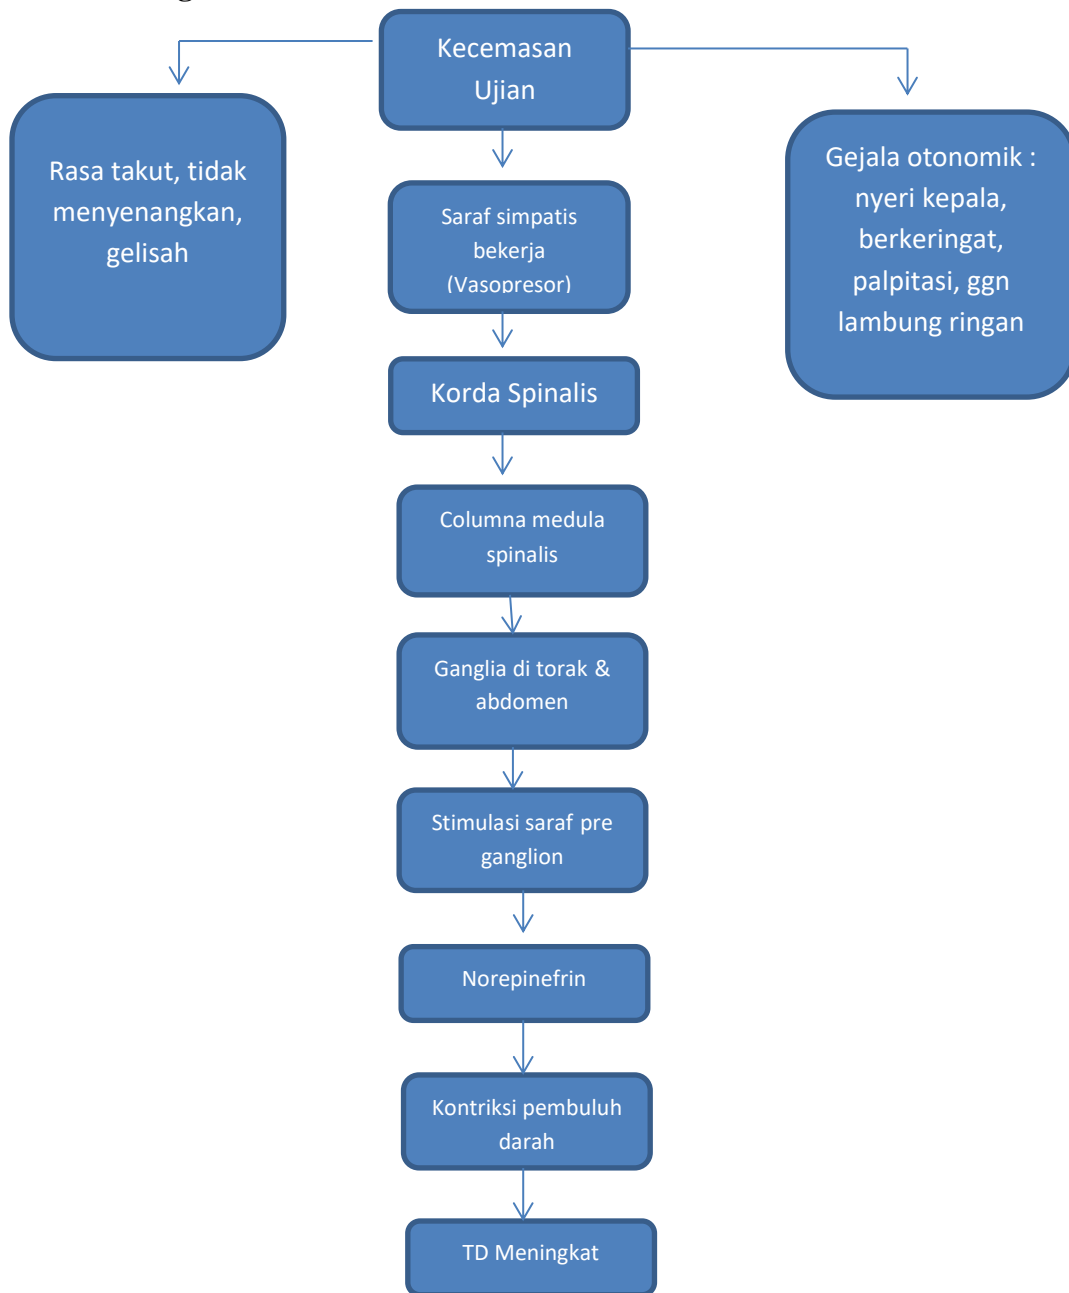 Kecemasan
Ujian
Rasa takut, tidak
menyenangkan,
gelisah
Gejala otonomik :
nyeri kepala,
berkeringat,
palpitasi, ggn
lambung ringan
Saraf simpatis
bekerja
(Vasopresor)
Korda Spinalis
Columna medula
spinalis
Ganglia di torak &
abdomen
Stimulasi saraf pre
ganglion
Norepinefrin
Kontriksi pembuluh
darah
TD Meningkat